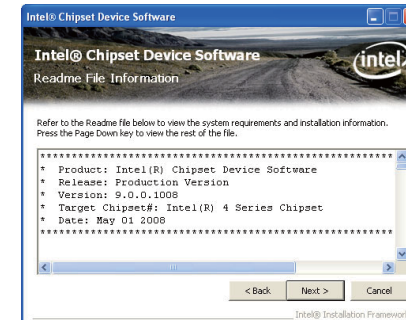 Intel® Chipset Device Software
Intel® Chipset Device Software
Readme File Information
intel
Refer to the Readme file below to view the system requirements and installation information.
Press the Page Down key to view the rest of the file.
************************************************************
* Product: Intel(R) Chipset Device Software
* Release: Production Version
* Version: 9.0.0.1008
* Target Chipset#: Intel(R) 4 Series Chipset
* Date: May 01 2008
************************************************************
< Back Next > Cancel
Intel® Installation Framework